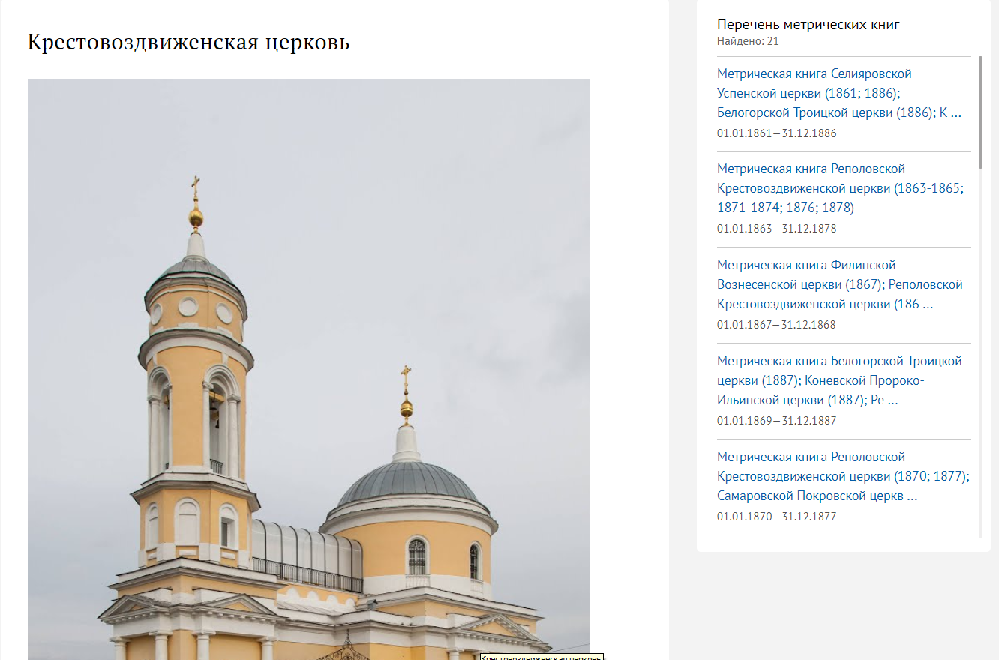 Крестовоздвиженская церковь
Перечень метрических книг
Найдено: 21
Метрическая книга Селияровской
Успенской церкви (1861; 1886);
Белогорской Троицкой церкви (1886); К ...
01.01.1861—31.12.1886
Метрическая книга Реполовской
Крестовоздвиженской церкви (1863-1865;
1871-1874; 1876; 1878)
01.01.1863—31.12.1878
Метрическая книга Филинской
Вознесенской церкви (1867); Реполовской
Крестовоздвиженской церкви (186 ...
01.01.1867—31.12.1868
Метрическая книга Белогорской Троицкой
церкви (1887); Коневской Пророко-
Ильинской церкви (1887); Ре ...
01.01.1869—31.12.1887
Метрическая книга Реполовской
Крестовоздвиженской церкви (1870; 1877);
Самаровской Покровской церкв ...
01.01.1870—31.12.1877
Крестовоздвиженская церковь